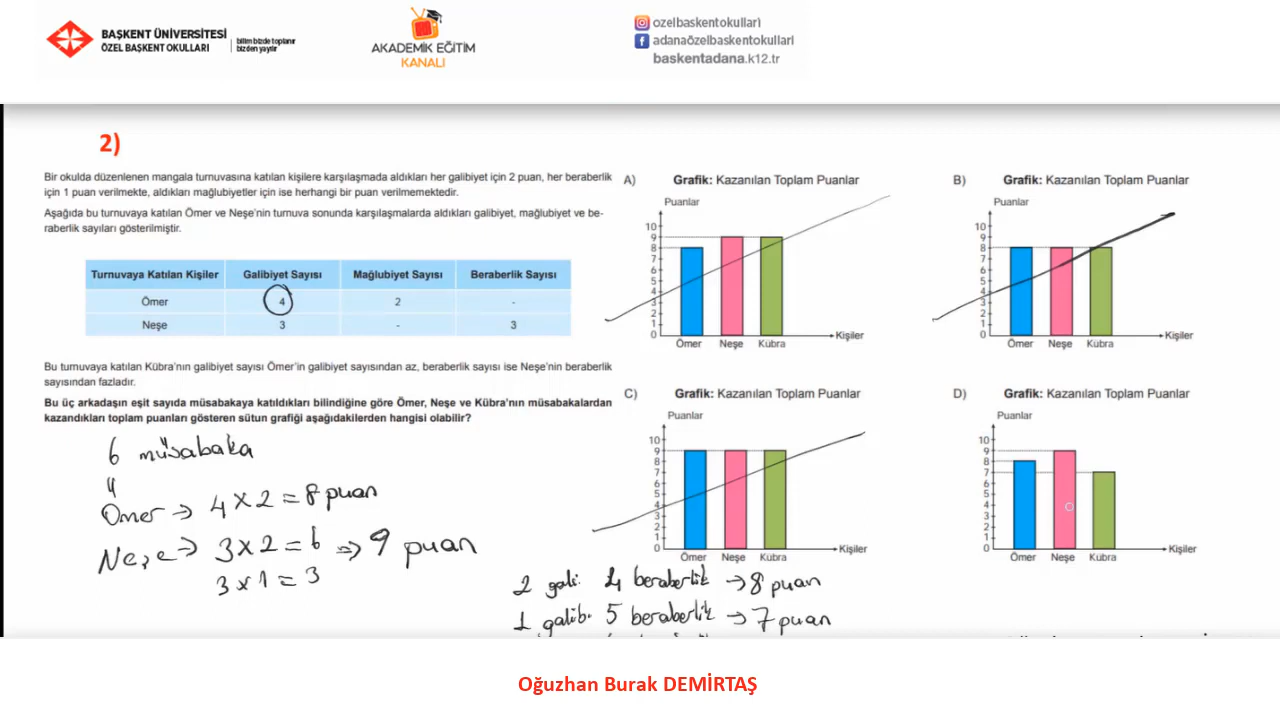 BAŞKENT ÜNİVERSİTESİ
ÖZEL BAŞKENT OKULLARI
bilim bizde toplanır
bizden yayılır
AKADEMİK EĞİTİM
KANALI
ozelbaskentokullari
adanaözelbaskentokullari
baskentadana.k12.tr
2)
Bir okulda düzenlenen mangala turnuvasına katılan kişilere karşılaşmada aldıkları her galibiyet için 2 puan, her beraberlik
için 1 puan verilmekte, aldıkları mağlubiyetler için ise herhangi bir puan verilmemektedir.
Aşağıda bu turnuvaya katılan Ömer ve Neşe'nin turnuva sonunda karşılaşmalarda aldıkları galibiyet, mağlubiyet ve be-
raberlik sayıları gösterilmiştir.
Turnuvaya Katılan Kişiler Galibiyet Sayısı Mağlubiyet Sayısı Beraberlik Sayısı
Ömer 4 2 -
Neşe 3 - 3
Bu turnuvaya katılan Kübra'nın galibiyet sayısı Ömer'in galibiyet sayısından az, beraberlik sayısı ise Neşe'nin beraberlik
sayısından fazladır.
Bu üç arkadaşın eşit sayıda müsabakaya katıldıkları bilindiğine göre Ömer, Neşe ve Kübra'nın müsabakalardan
kazandıkları toplam puanları gösteren sütun grafiği aşağıdakilerden hangisi olabilir?
6 müsabaka
Ömer => 4 x 2 = 8 puan
Neşe => 3 x 2 = 6 => 9 puan
3 x 1 = 3
A) Grafik: Kazanılan Toplam Puanlar
Puanlar
10
9
8
7
6
5
4
3
2
1
0
Ömer Neşe Kübra Kişiler
B) Grafik: Kazanılan Toplam Puanlar
Puanlar
10
9
8
7
6
5
4
3
2
1
0
Ömer Neşe Kübra Kişiler
C) Grafik: Kazanılan Toplam Puanlar
Puanlar
10
9
8
7
6
5
4
3
2
1
0
Ömer Neşe Kübra Kişiler
D) Grafik: Kazanılan Toplam Puanlar
Puanlar
10
9
8
7
6
5
4
3
2
1
0
Ömer Neşe Kübra Kişiler
2 gali. 4 beraberlik → 8 puan
1 galib. 5 beraberlik → 7 puan
Oğuzhan Burak DEMİRTAŞ